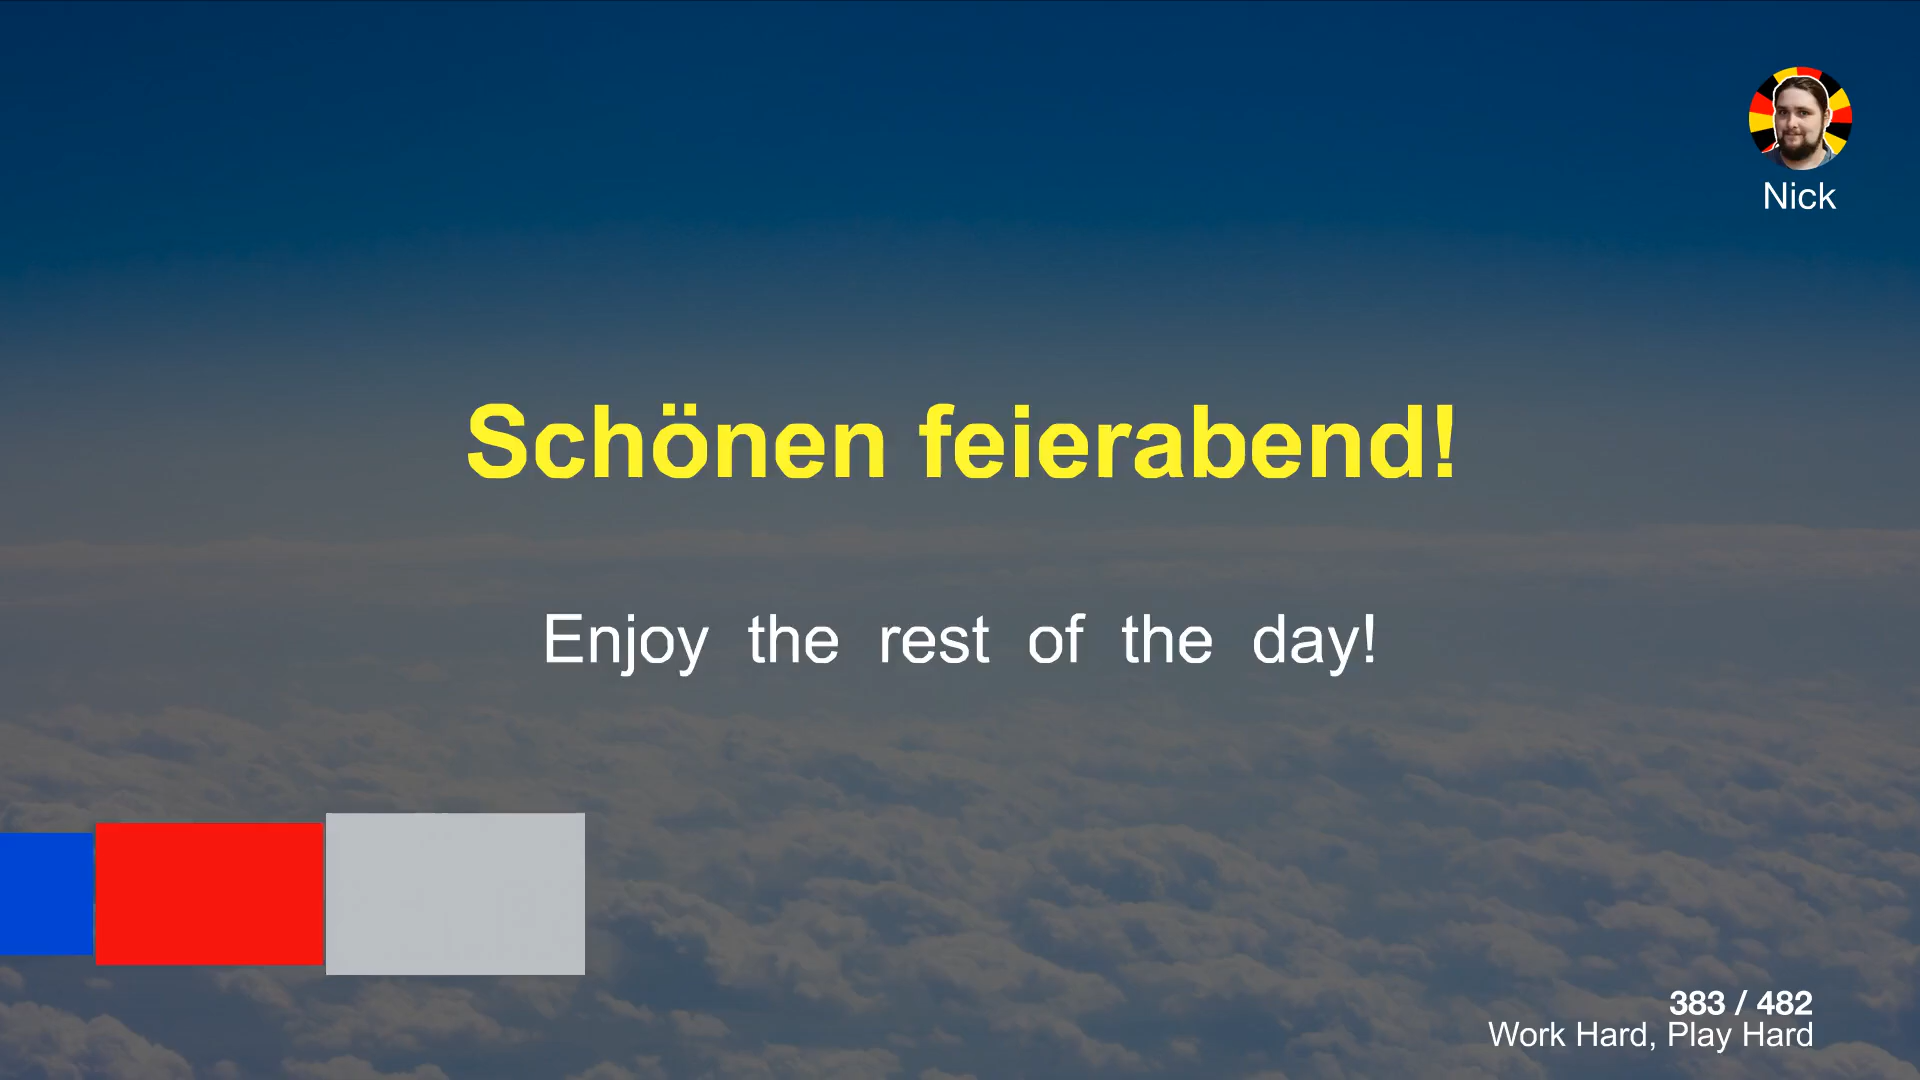 Nick
Schönen feierabend!
Enjoy the rest of the day!
383 / 482
Work Hard, Play Hard